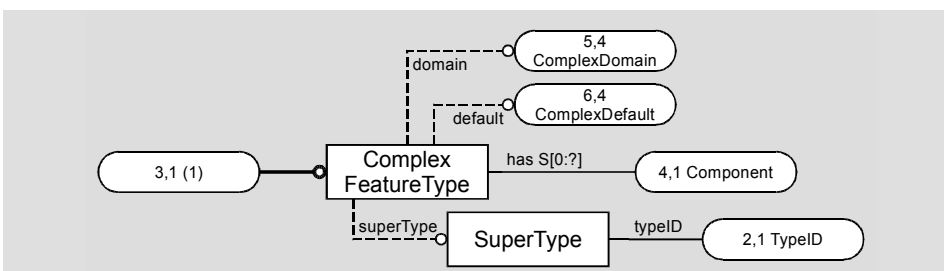 5,4
ComplexDomain
domain
6,4
ComplexDefault
default
3,1 (1)
Complex
FeatureType
has S[0:?]
4,1 Component
superType
SuperType
typeID
2,1 TypeID